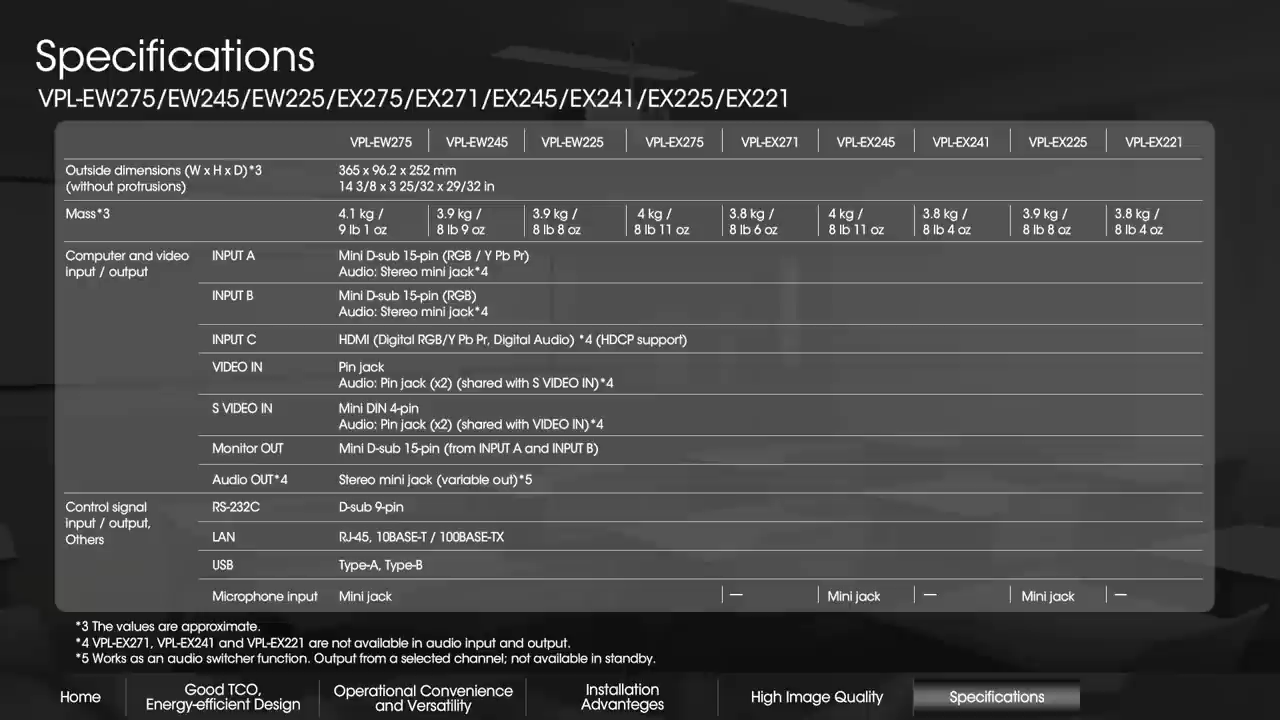 Specifications
VPL-EW275/EW245/EW225/EX275/EX271/EX245/EX241/EX225/EX221
VPL-EW275 VPL-EW245 VPL-EW225 VPL-EX275 VPL-EX271 VPL-EX245 VPL-EX241 VPL-EX225 VPL-EX221
Outside dimensions (W x H x D)*3 365 x 96.2 x 252 mm
(without protrusions) 14 3/8 x 3 25/32 x 29/32 in
Mass*3 4.1 kg / 3.9 kg / 3.9 kg / 4 kg / 3.8 kg / 4 kg / 3.8 kg / 3.9 kg / 3.8 kg /
9 lb 1 oz 8 lb 9 oz 8 lb 8 oz 8 lb 11 oz 8 lb 6 oz 8 lb 11 oz 8 lb 4 oz 8 lb 8 oz 8 lb 4 oz
Computer and video INPUT A Mini D-sub 15-pin (RGB / Y Pb Pr)
input / output Audio: Stereo mini jack*4
INPUT B Mini D-sub 15-pin (RGB)
Audio: Stereo mini jack*4
INPUT C HDMI (Digital RGB/Y Pb Pr, Digital Audio) *4 (HDCP support)
VIDEO IN Pin jack
Audio: Pin jack (x2) (shared with S VIDEO IN)*4
S VIDEO IN Mini DIN 4-pin
Audio: Pin jack (x2) (shared with VIDEO IN)*4
Monitor OUT Mini D-sub 15-pin (from INPUT A and INPUT B)
Audio OUT*4 Stereo mini jack (variable out)*5
Control signal RS-232C D-sub 9-pin
input / output,
Others
LAN RJ-45, 10BASE-T / 100BASE-TX
USB Type-A, Type-B
Microphone input Mini jack — Mini jack — Mini jack —
*3 The values are approximate.
*4 VPL-EX271, VPL-EX241 and VPL-EX221 are not available in audio input and output.
*5 Works as an audio switcher function. Output from a selected channel; not available in standby.
Home
Good TCO,
Energy-efficient Design
Operational Convenience
and Versatility
Installation
Advanteges
High Image Quality
Specifications